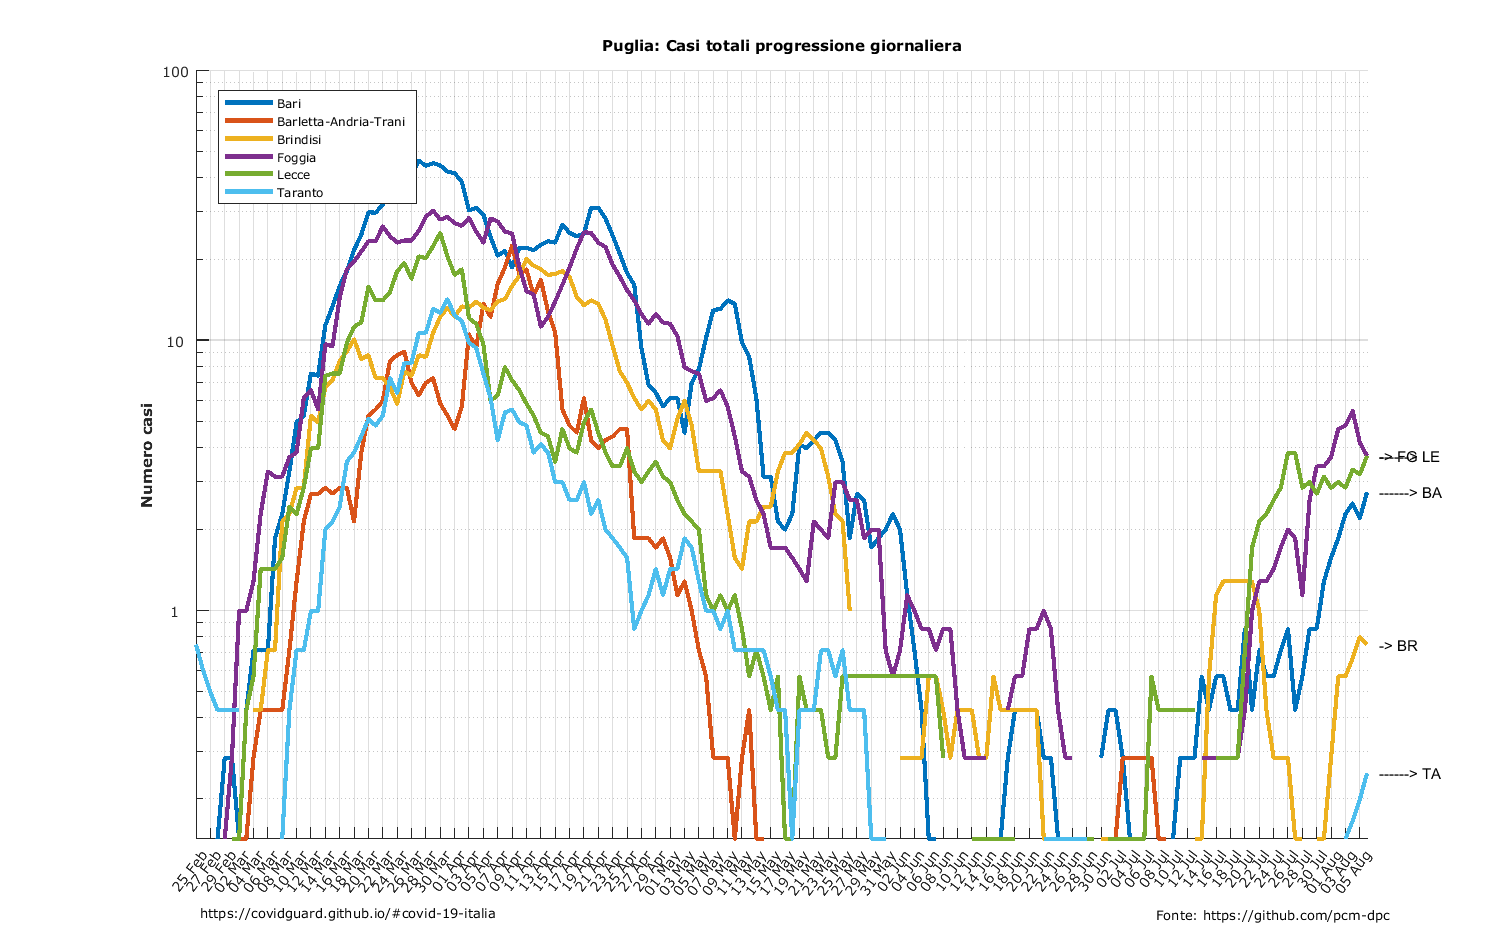 Puglia: Casi totali progressione giornaliera
100
10
1
Numero casi
Bari
Barletta-Andria-Trani
Brindisi
Foggia
Lecce
Taranto
-> FG
LE
------> BA
-> BR
------> TA
25 Feb
27 Feb
29 Feb
02 Mar
04 Mar
06 Mar
08 Mar
10 Mar
12 Mar
14 Mar
16 Mar
18 Mar
20 Mar
22 Mar
24 Mar
26 Mar
28 Mar
30 Mar
01 Apr
03 Apr
05 Apr
07 Apr
09 Apr
11 Apr
13 Apr
15 Apr
17 Apr
19 Apr
21 Apr
23 Apr
25 Apr
27 Apr
29 Apr
01 May
03 May
05 May
07 May
09 May
11 May
13 May
15 May
17 May
19 May
21 May
23 May
25 May
27 May
29 May
31 May
02 Jun
04 Jun
06 Jun
08 Jun
10 Jun
12 Jun
14 Jun
16 Jun
18 Jun
20 Jun
22 Jun
24 Jun
26 Jun
28 Jun
30 Jun
02 Jul
04 Jul
06 Jul
08 Jul
10 Jul
12 Jul
14 Jul
16 Jul
18 Jul
20 Jul
22 Jul
24 Jul
26 Jul
28 Jul
30 Jul
01 Aug
03 Aug
05 Aug
https://covidguard.github.io/#covid-19-italia
Fonte: https://github.com/pcm-dpc